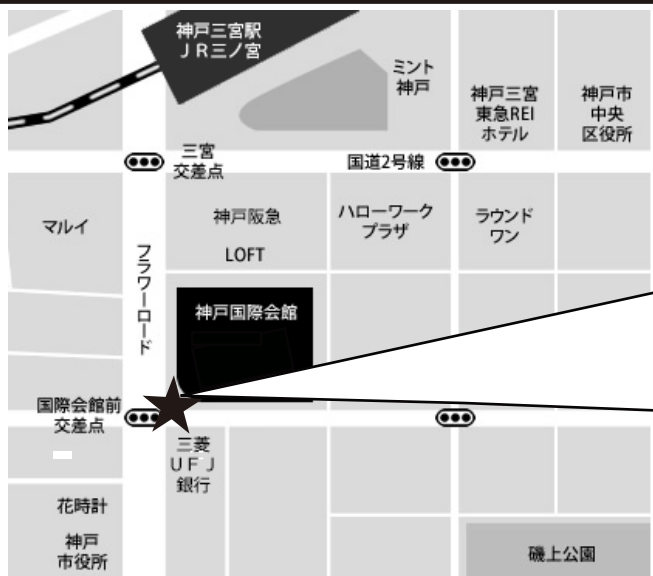 神戸三宮駅
ＪＲ三ノ宮
ミント
神戸
神戸三宮
東急REI
ホテル
神戸市
中央
区役所
三宮
交差点
国道2号線
マルイ
フラワーロード
神戸阪急
LOFT
ハローワーク
プラザ
ラウンド
ワン
神戸国際会館
国際会館前
交差点
三菱
ＵＦＪ
銀行
花時計
神戸
市役所
磯上公園